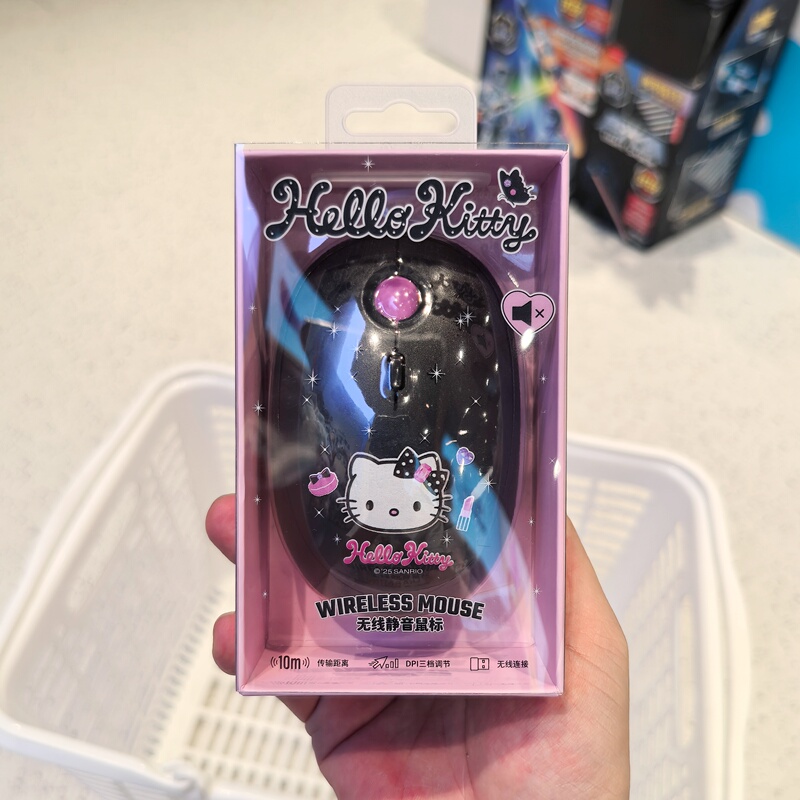 Hello Kitty
Hello Kitty
© '25 SANRIO
WIRELESS MOUSE
无线静音鼠标
10m 传输距离 DPI三档调节 无线连接